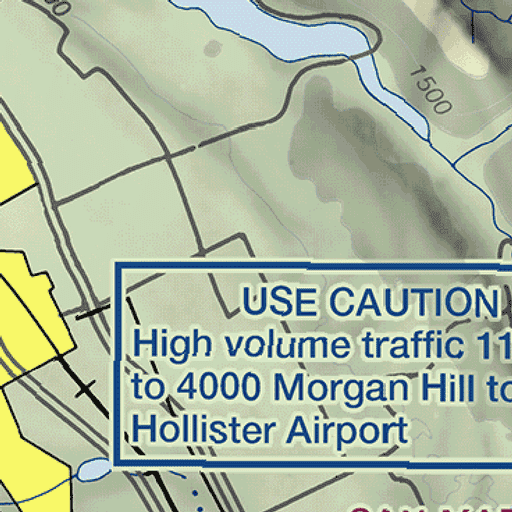 1500
USE CAUTION
High volume traffic 11
to 4000 Morgan Hill to
Hollister Airport